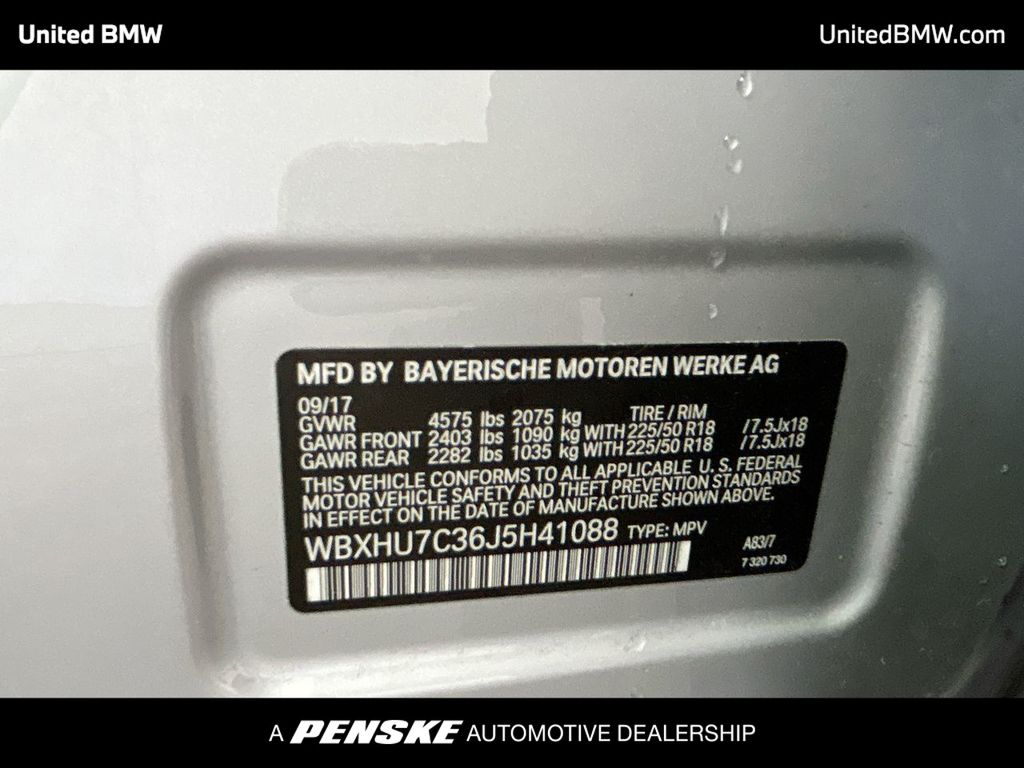 United BMW
UnitedBMW.com
MFD BY BAYERISCHE MOTOREN WERKE AG
09/17
TIRE / RIM
GVWR 4575 lbs 2075 kg
GAWR FRONT 2403 lbs 1090 kg WITH 225/50 R18 /7.5Jx18
GAWR REAR 2282 lbs 1035 kg WITH 225/50 R18 /7.5Jx18
THIS VEHICLE CONFORMS TO ALL APPLICABLE U. S. FEDERAL
MOTOR VEHICLE SAFETY AND THEFT PREVENTION STANDARDS
IN EFFECT ON THE DATE OF MANUFACTURE SHOWN ABOVE.
WBXHU7C36J5H41088 TYPE: MPV
A83/7
7 320 730
A PENSKE AUTOMOTIVE DEALERSHIP